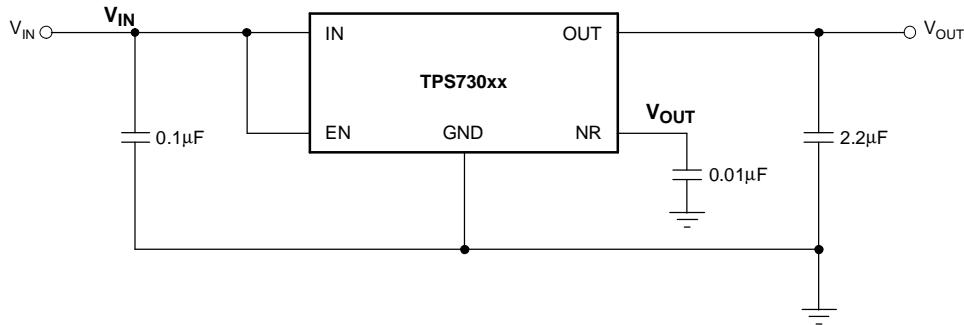 V_IN
V_IN
IN
OUT
V_OUT
TPS730xx
V_OUT
EN
GND
NR
0.1µF
2.2µF
0.01µF